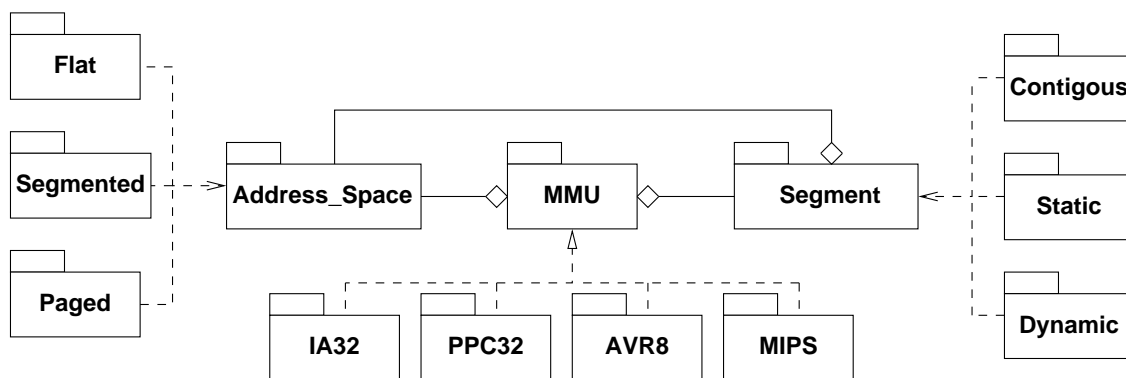 Flat
Contigous
Segmented
Address_Space
MMU
Segment
Static
Paged
IA32
PPC32
AVR8
MIPS
Dynamic